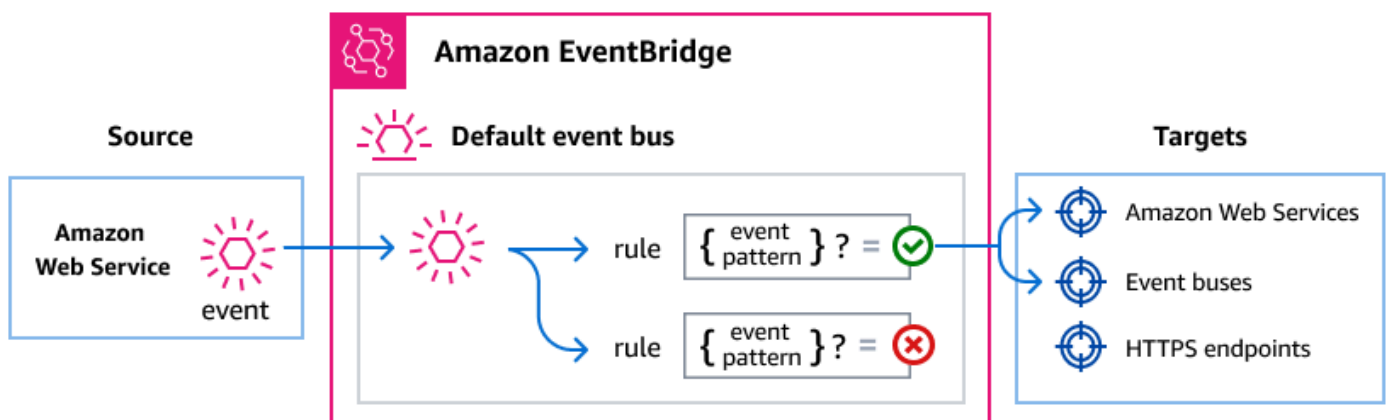 Amazon EventBridge
Source
Default event bus
Targets
Amazon
Web Service
event
rule { event pattern } ? =
rule { event pattern } ? =
Amazon Web Services
Event buses
HTTPS endpoints